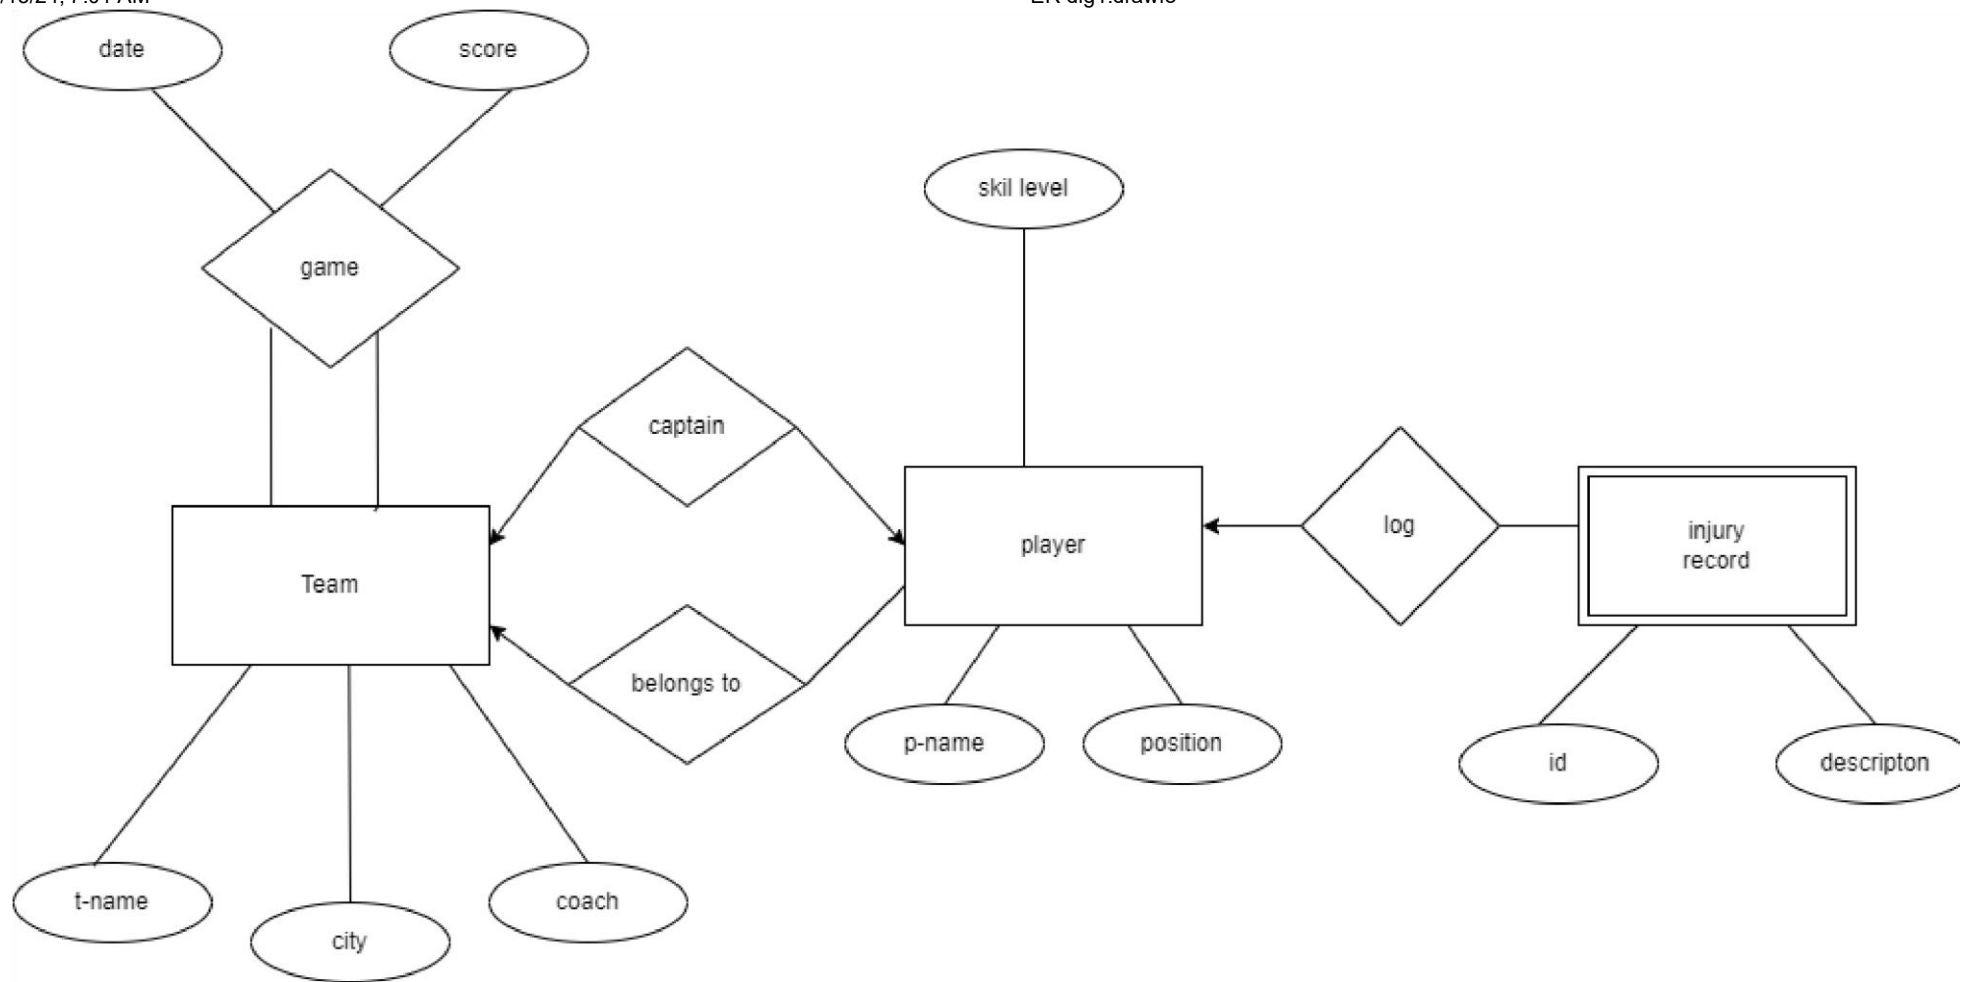 date
score
skil level
game
captain
log
injury
record
player
Team
belongs to
p-name
position
id
descripton
t-name
coach
city